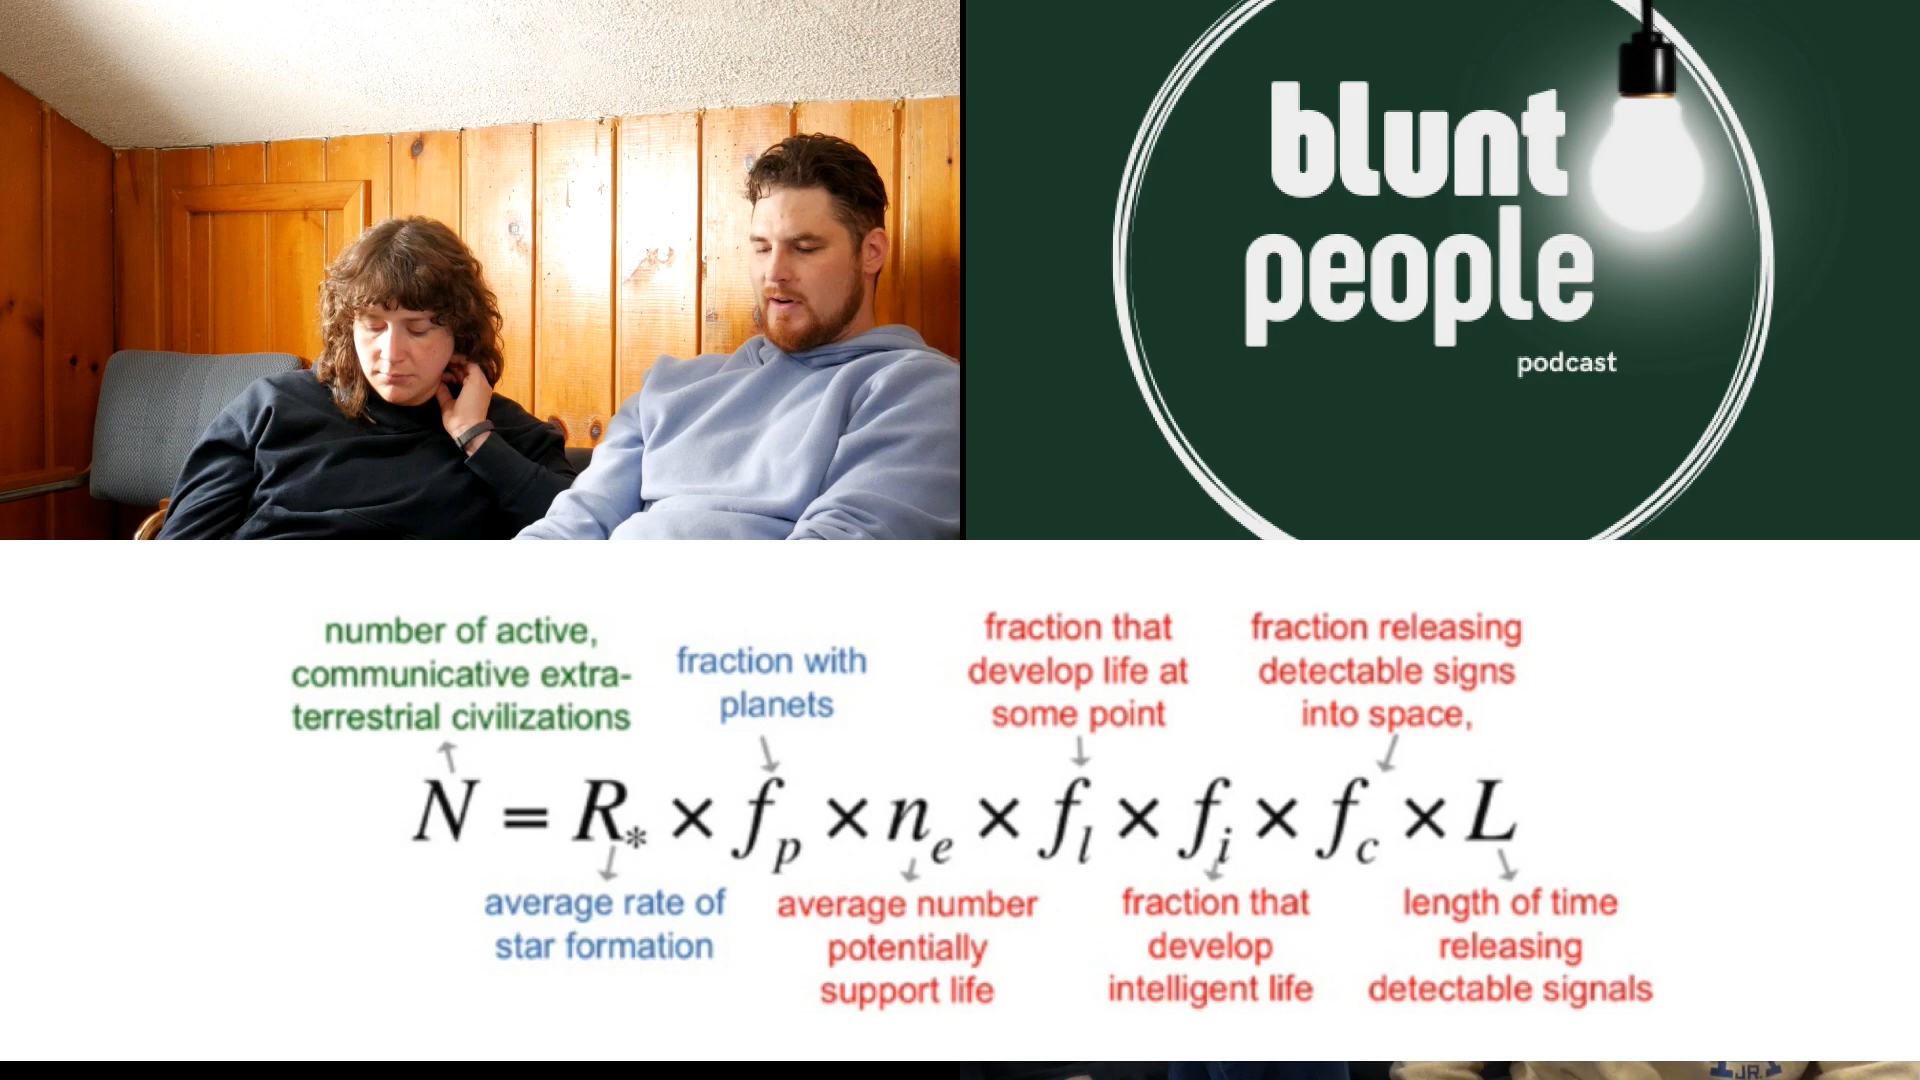 blunt
people
podcast
number of active,
communicative extra-
terrestrial civilizations
fraction with
planets
fraction that
develop life at
some point
fraction releasing
detectable signs
into space,
N = R* × fp × ne × fl × fi × fc × L
average rate of
star formation
average number
potentially
support life
fraction that
develop
intelligent life
length of time
releasing
detectable signals
JR.